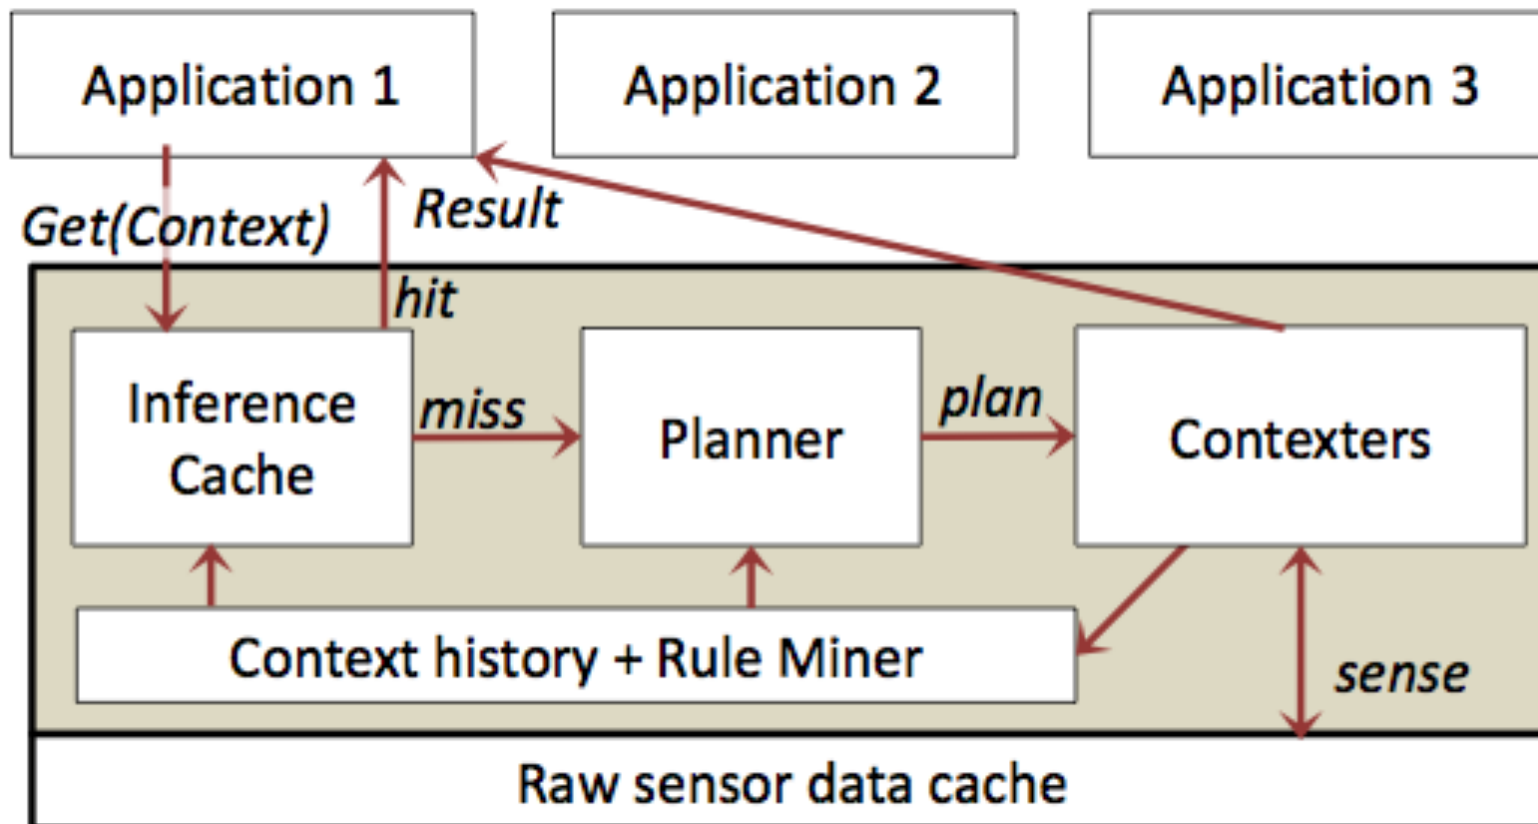 Application 1
Application 2
Application 3
Get(Context)
Result
hit
Inference
Cache
miss
Planner
plan
Contexters
Context history + Rule Miner
sense
Raw sensor data cache